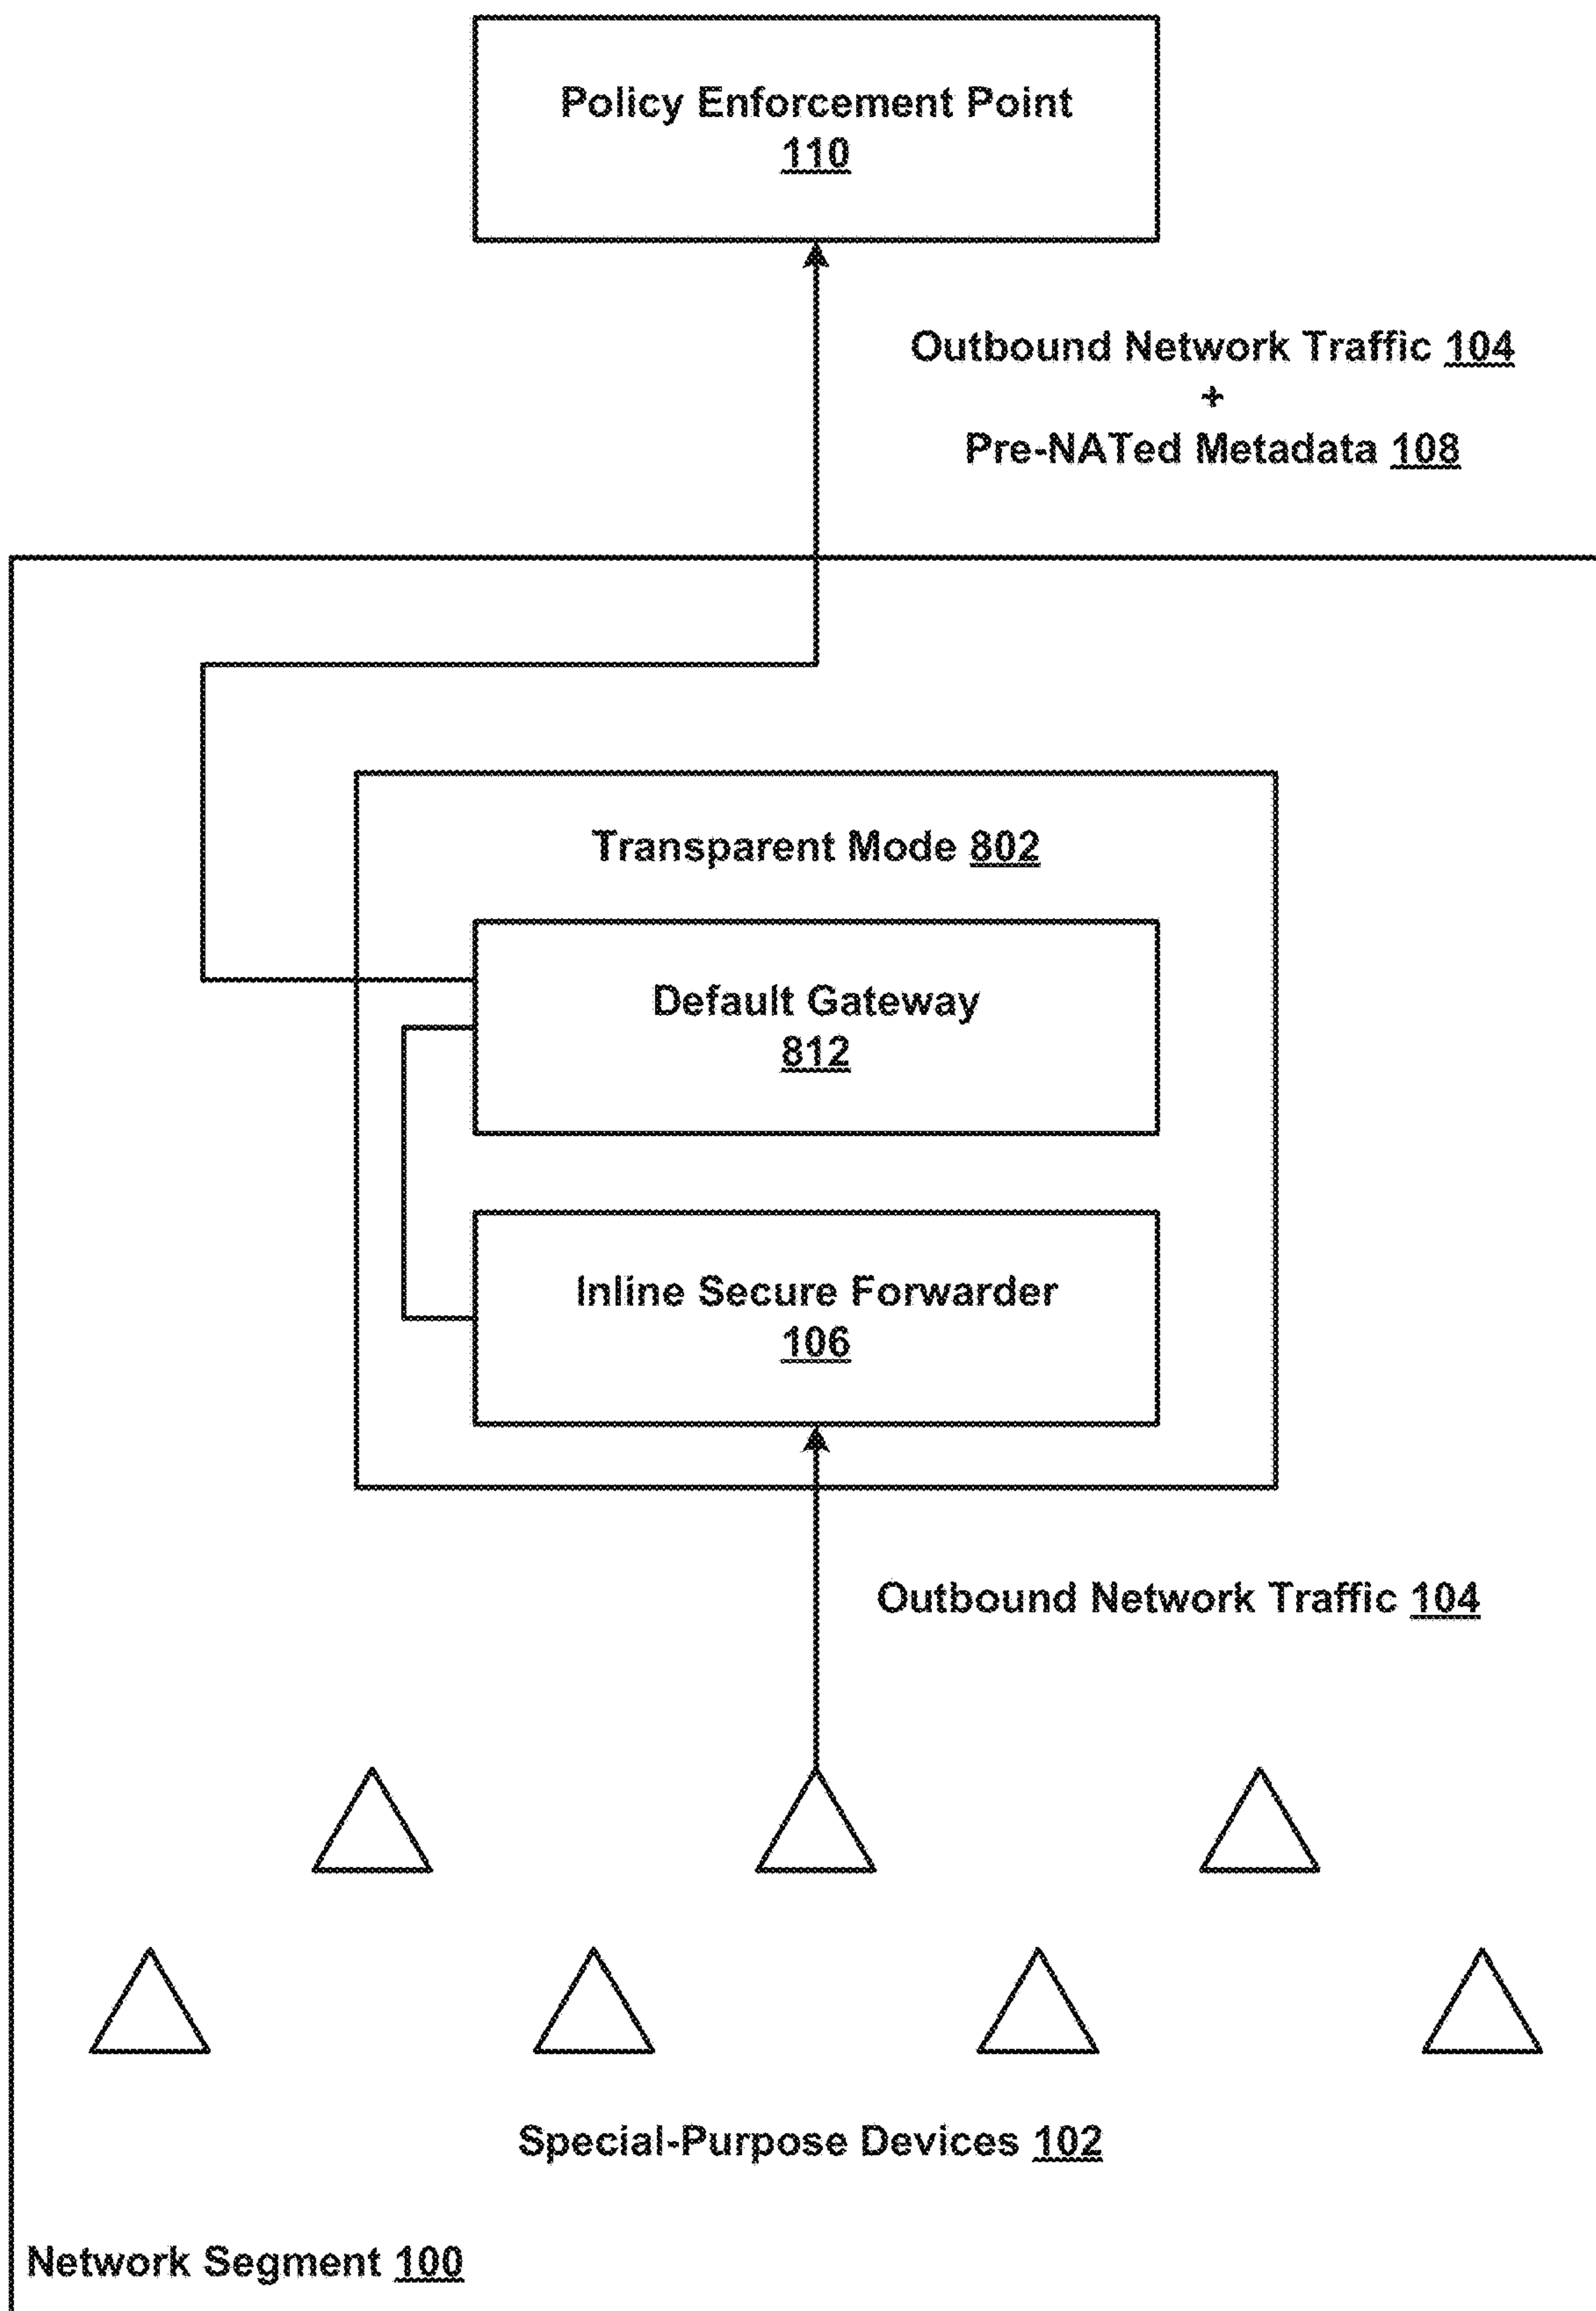 Policy Enforcement Point
110
Outbound Network Traffic 104
+
Pre-NATed Metadata 108
Transparent Mode 802
Default Gateway
812
Inline Secure Forwarder
106
Outbound Network Traffic 104
Special-Purpose Devices 102
Network Segment 100